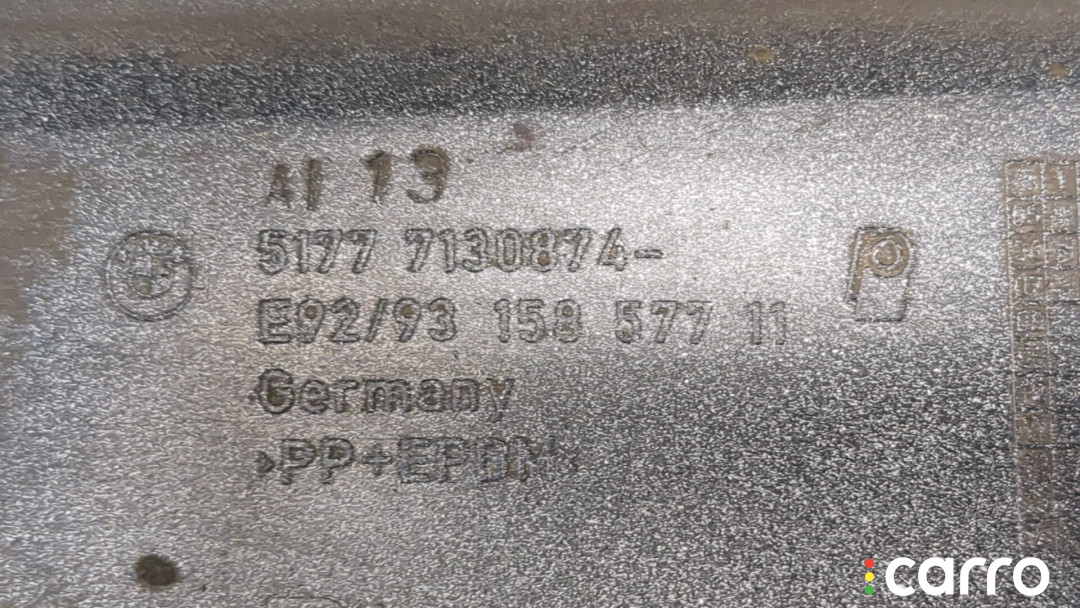 AI 13
5177 7130874-
E92/93 158 577 11
Germany
>PP+EPDM<
carro